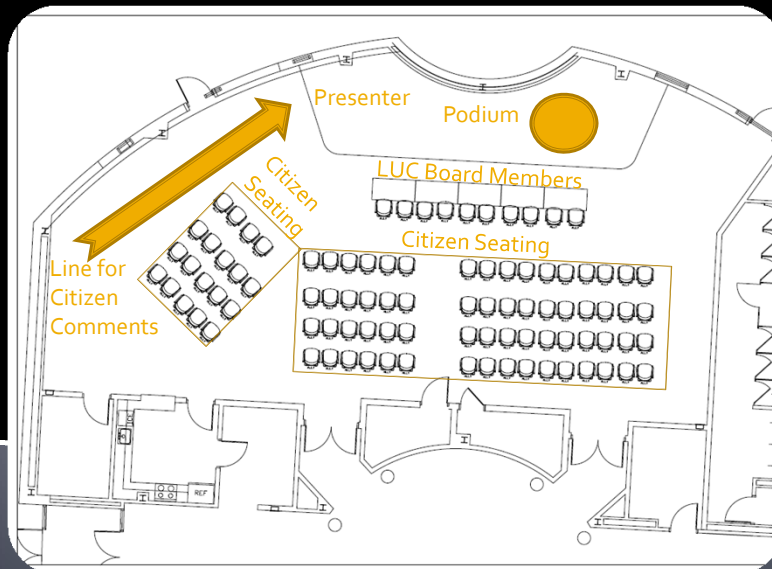 Presenter
Podium
Citizen
Seating
LUC Board Members
Citizen Seating
Line for
Citizen
Comments
REF